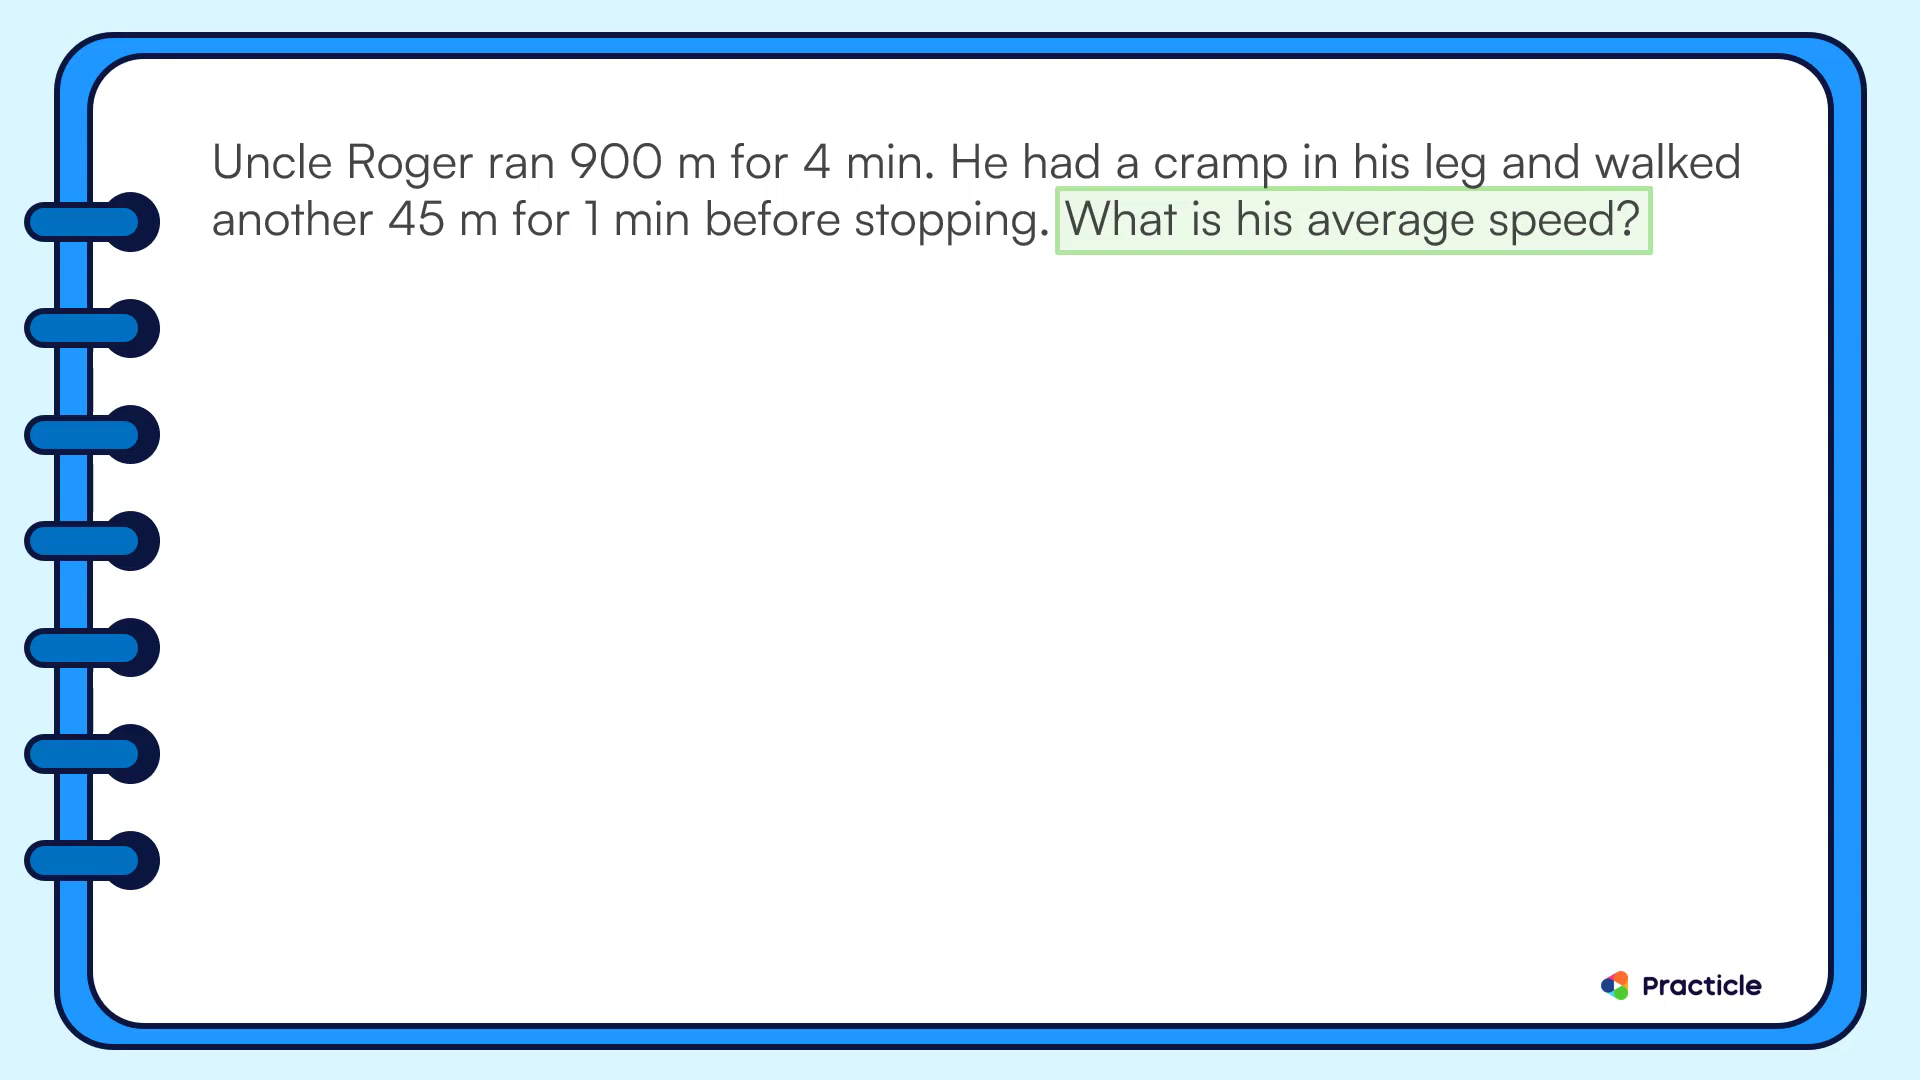 Uncle Roger ran 900 m for 4 min. He had a cramp in his leg and walked
another 45 m for 1 min before stopping. What is his average speed?
Practicle